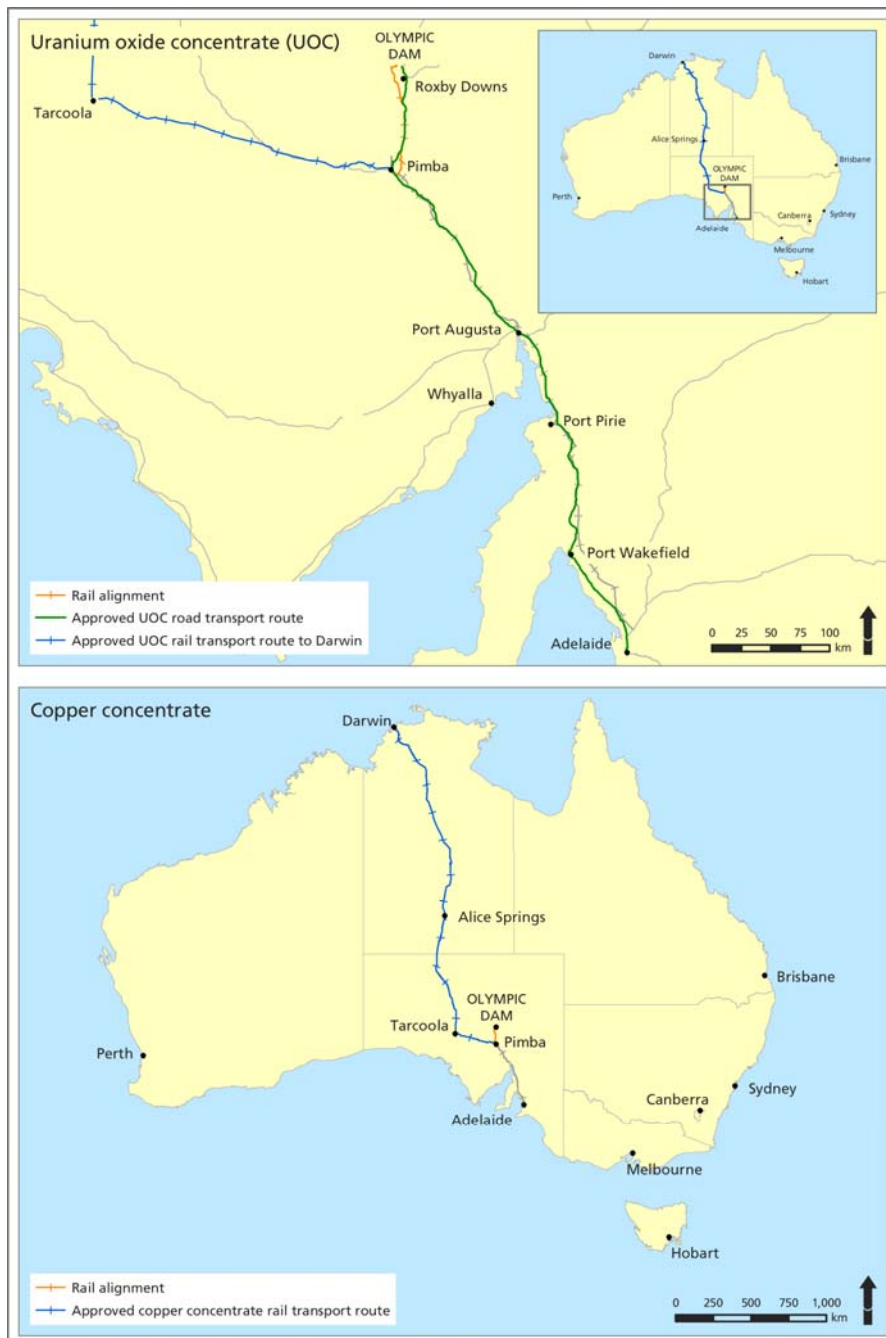 Uranium oxide concentrate (UOC)
OLYMPIC
DAM
Roxby Downs
Tarcoola
Pimba
Port Augusta
Whyalla
Port Pirie
Port Wakefield
Adelaide
Darwin
Alice Springs
OLYMPIC
DAM
Brisbane
Perth
Canberra
Sydney
Adelaide
Melbourne
Hobart
Rail alignment
Approved UOC road transport route
Approved UOC rail transport route to Darwin
0 25 50 75 100
km
Copper concentrate
Darwin
Alice Springs
Brisbane
OLYMPIC
DAM
Tarcoola
Pimba
Perth
Sydney
Canberra
Adelaide
Melbourne
Hobart
Rail alignment
Approved copper concentrate rail transport route
0 250 500 750 1,000
km